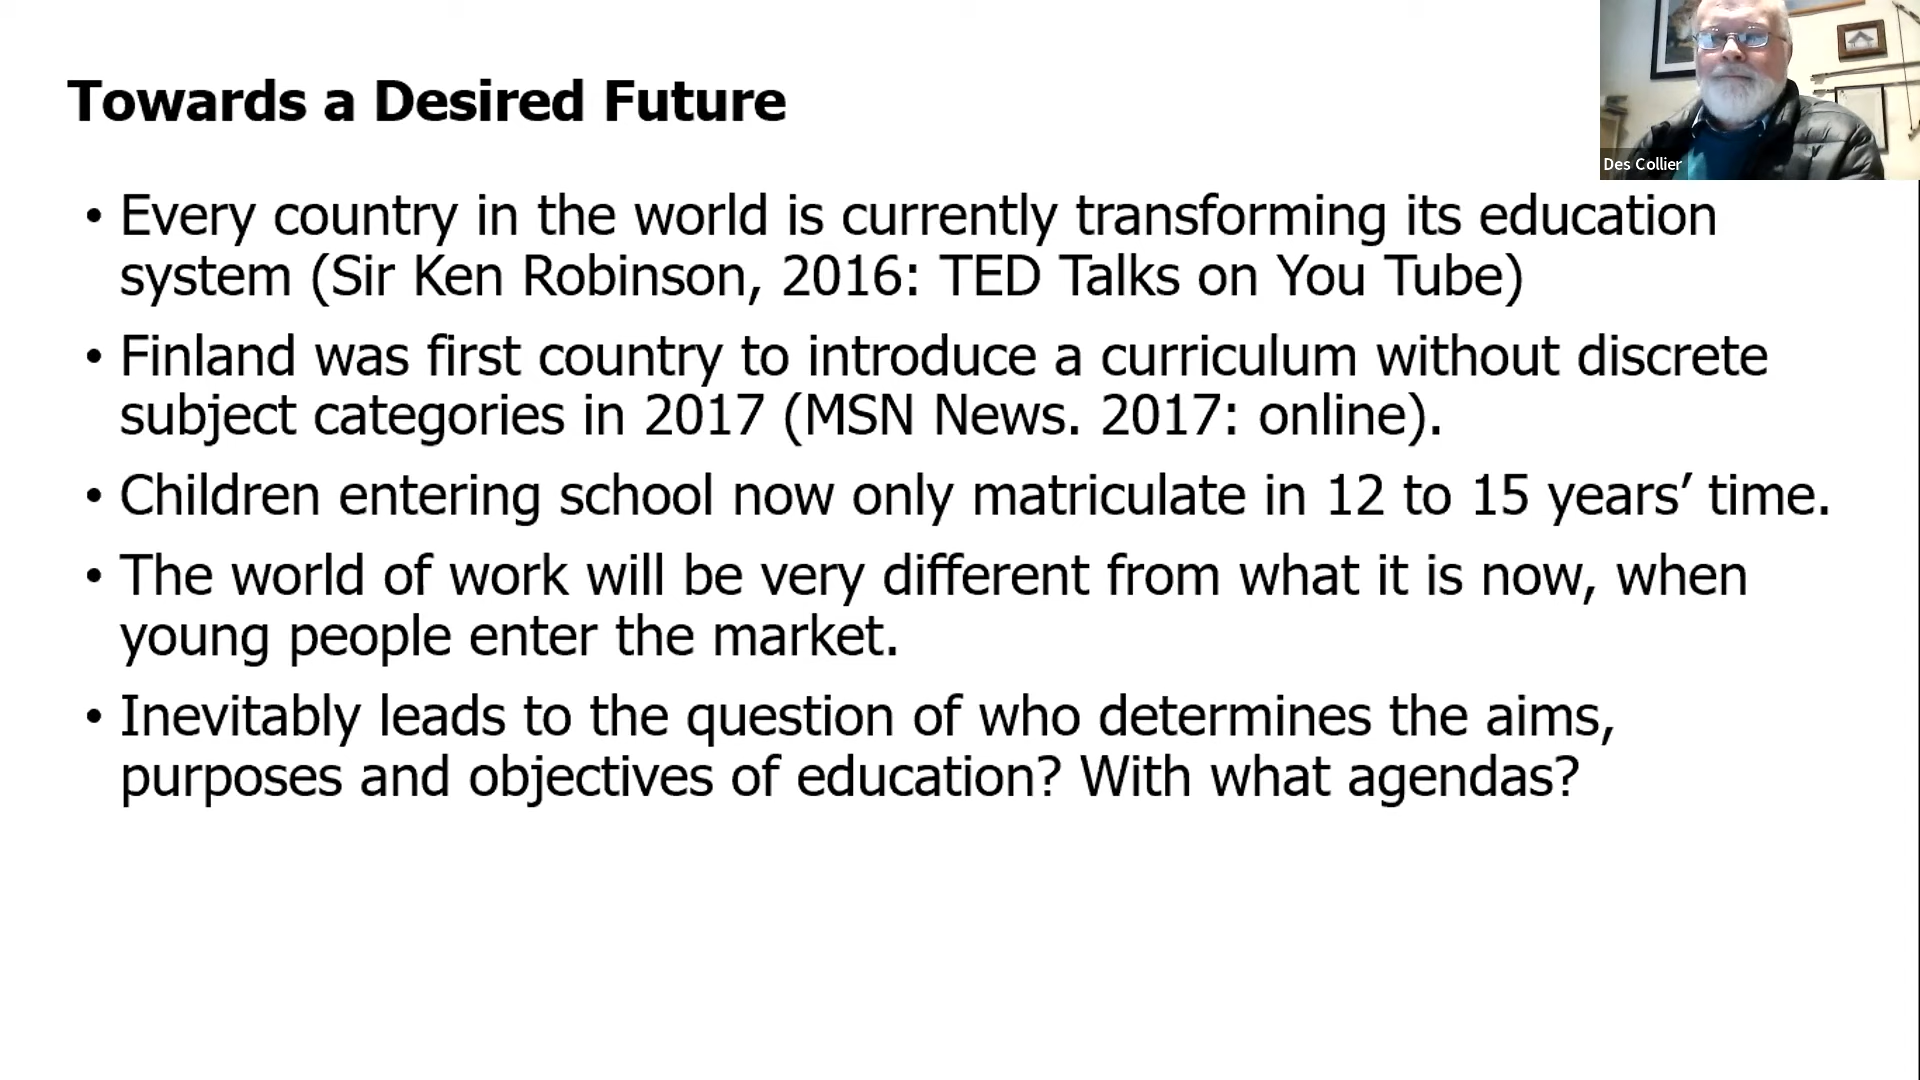 Towards a Desired Future
Des Collier
• Every country in the world is currently transforming its education
system (Sir Ken Robinson, 2016: TED Talks on You Tube)
• Finland was first country to introduce a curriculum without discrete
subject categories in 2017 (MSN News. 2017: online).
• Children entering school now only matriculate in 12 to 15 years’ time.
• The world of work will be very different from what it is now, when
young people enter the market.
• Inevitably leads to the question of who determines the aims,
purposes and objectives of education? With what agendas?